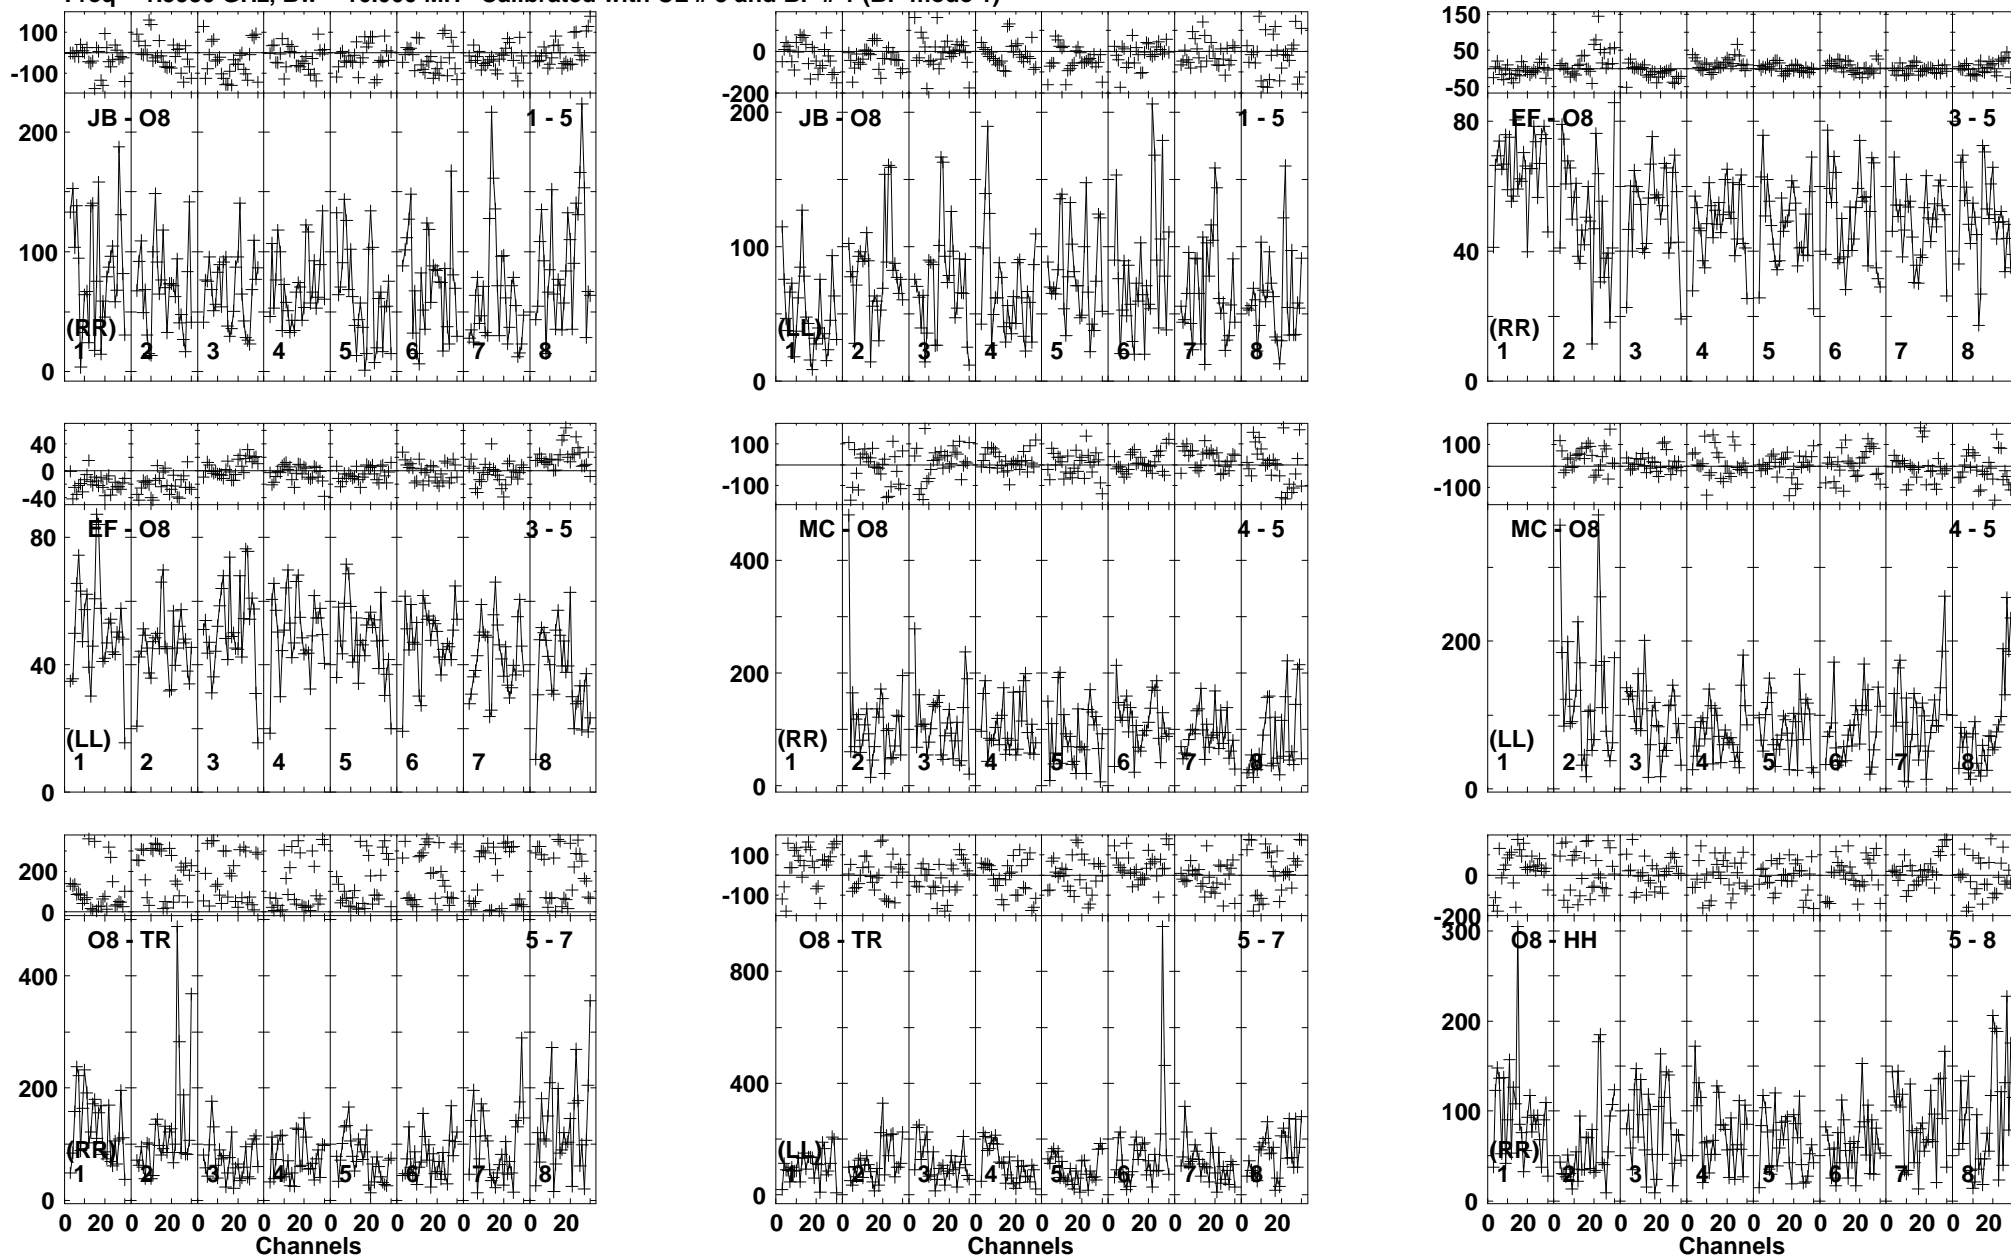 100 0 -100
JB - O8 1 - 5
200 100 0
(RR)
1 2 3 4 5 6 7 8
0 -200
JB - O8 1 - 5
200 100 0
(LL)
1 2 3 4 5 6 7 8
150 50 -50
EF - O8 3 - 5
80 40 0
(RR)
1 2 3 4 5 6 7 8
40 0 -40
EF - O8 3 - 5
80 40 0
(LL)
1 2 3 4 5 6 7 8
100 -100
MC - O8 4 - 5
400 200 0
(RR)
1 2 3 4 5 6 7 8
100 -100
MC - O8 4 - 5
200 0
(LL)
1 2 3 4 5 6 7 8
200 0
O8 - TR 5 - 7
400 200 0
(RR)
1 2 3 4 5 6 7 8
0 20 0 20 0 20 0 20 0 20 0 20 0 20 0 20
Channels
100 -100
O8 - TR 5 - 7
800 400 0
(LL)
1 2 3 4 5 6 7 8
0 20 0 20 0 20 0 20 0 20 0 20 0 20 0 20
Channels
0 -200
O8 - HH 5 - 8
300 200 100 0
(RR)
1 2 3 4 5 6 7 8
0 20 0 20 0 20 0 20 0 20 0 20 0 20 0 20
Channels